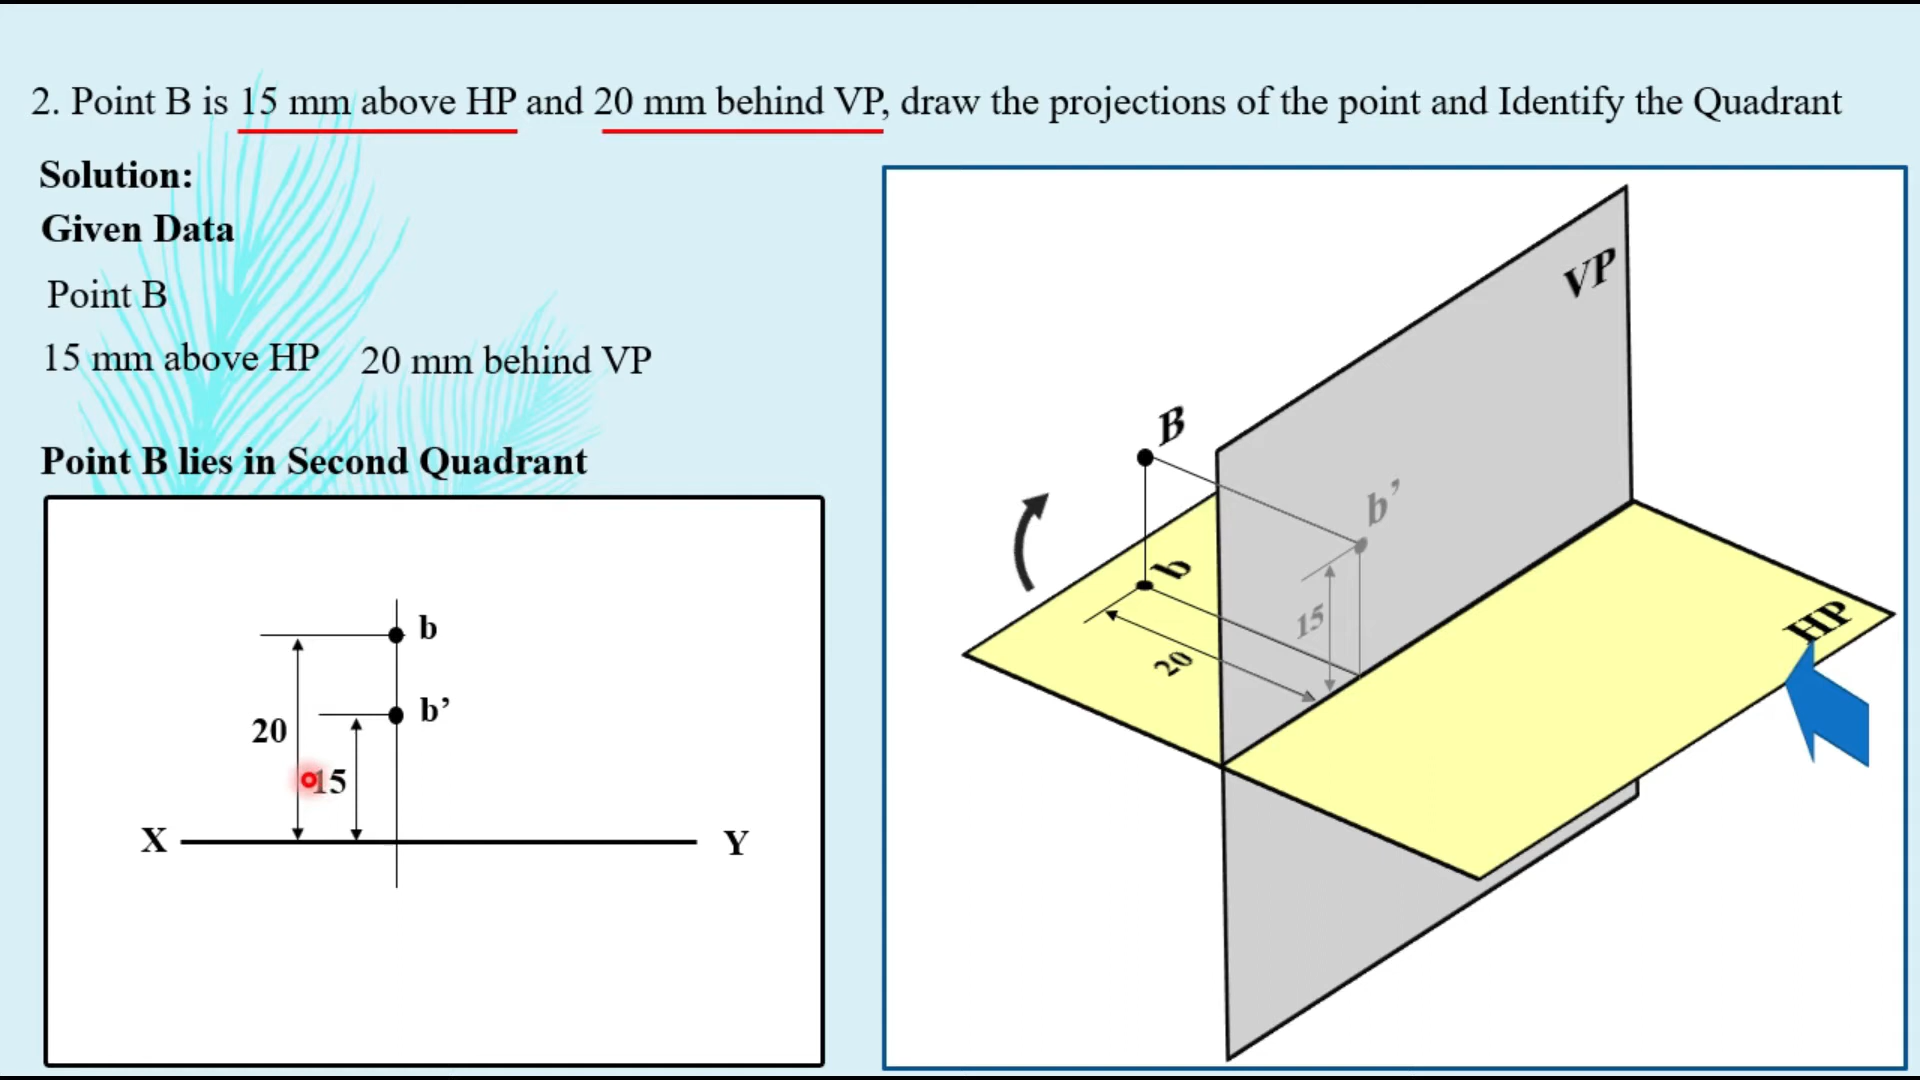 2. Point B is 15 mm above HP and 20 mm behind VP, draw the projections of the point and Identify the Quadrant
Solution:
Given Data
Point B
15 mm above HP 20 mm behind VP
Point B lies in Second Quadrant
b
b’
20
15
X Y
VP
B
b’
b
15
20
HP